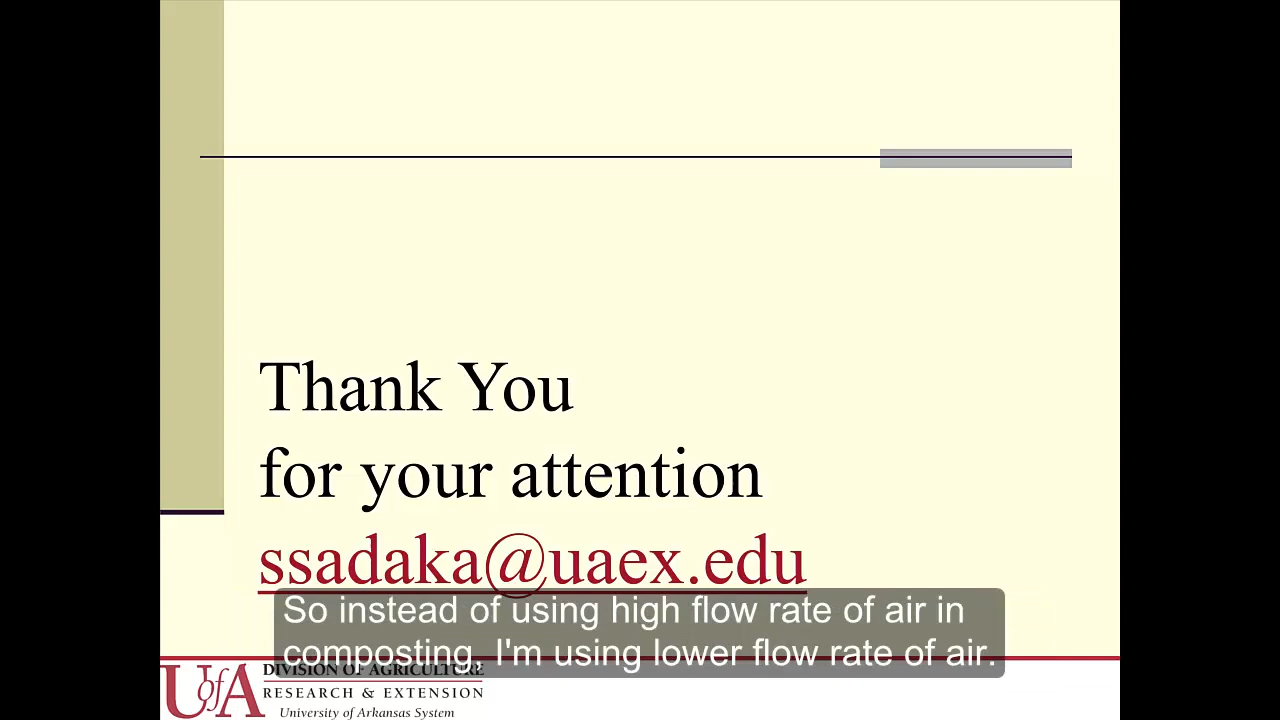 Thank You
for your attention
ssadaka@uaex.edu
So instead of using high flow rate of air in
composting, I'm using lower flow rate of air.
UofA
DIVISION OF AGRICULTURE
RESEARCH & EXTENSION
University of Arkansas System